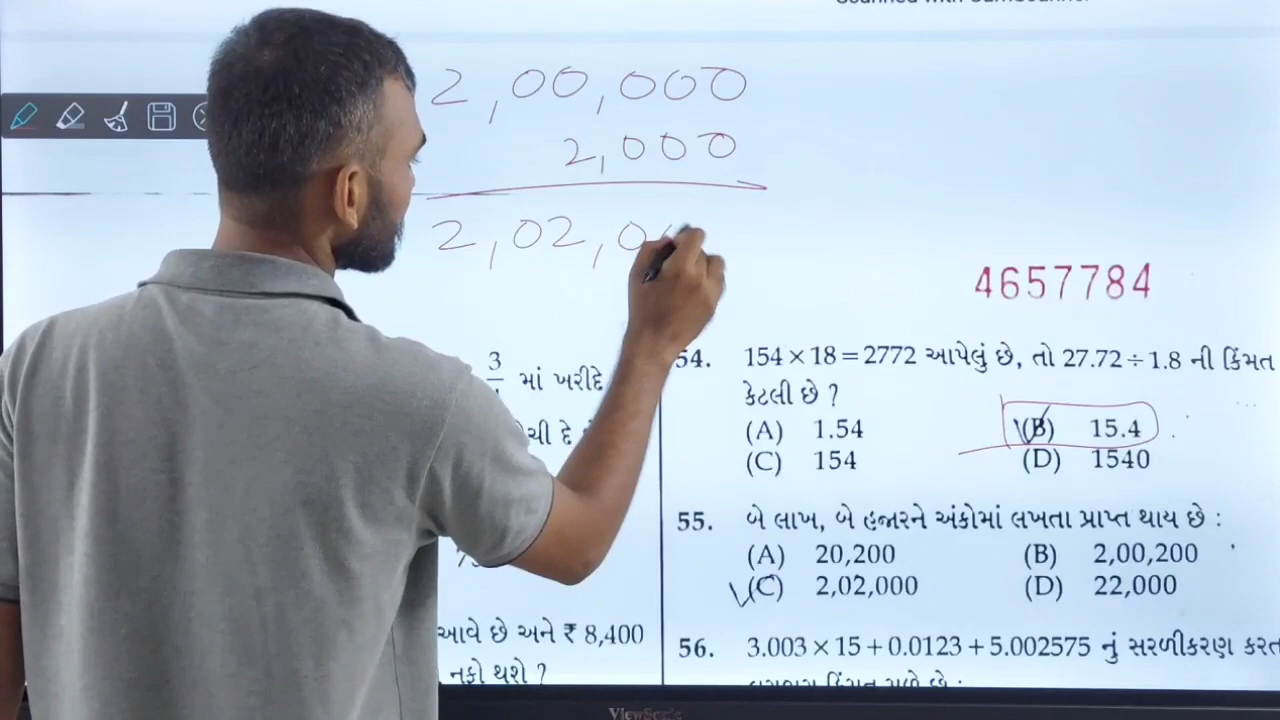 2,00,000
2,000
2,02,0
4657784
3
માં ખરીદે
54. 154 × 18 = 2772 આપેલું છે, તો 27.72 ÷ 1.8 ની કિંમત
કેટલી છે ?
(A) 1.54 (B) 15.4
(C) 154 (D) 1540
55. બે લાખ, બે હજારને અંકોમાં લખતા પ્રાપ્ત થાય છે :
(A) 20,200 (B) 2,00,200
(C) 2,02,000 (D) 22,000
આવે છે અને ₹ 8,400
નફો થશે ?
56. 3.003 × 15 + 0.0123 + 5.002575 નું સરળીકરણ કરત
ViewSonic